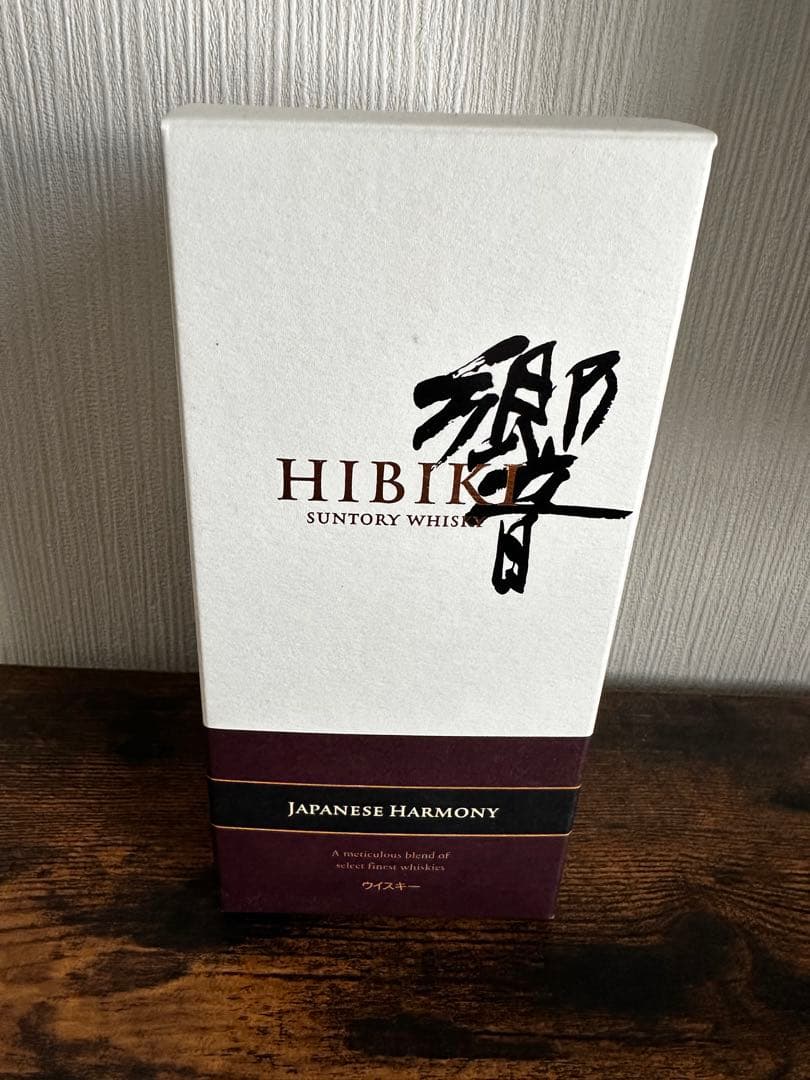 響
HIBIKI
SUNTORY WHISKY
JAPANESE HARMONY
A meticulous blend of
select finest whiskies
ウイスキー